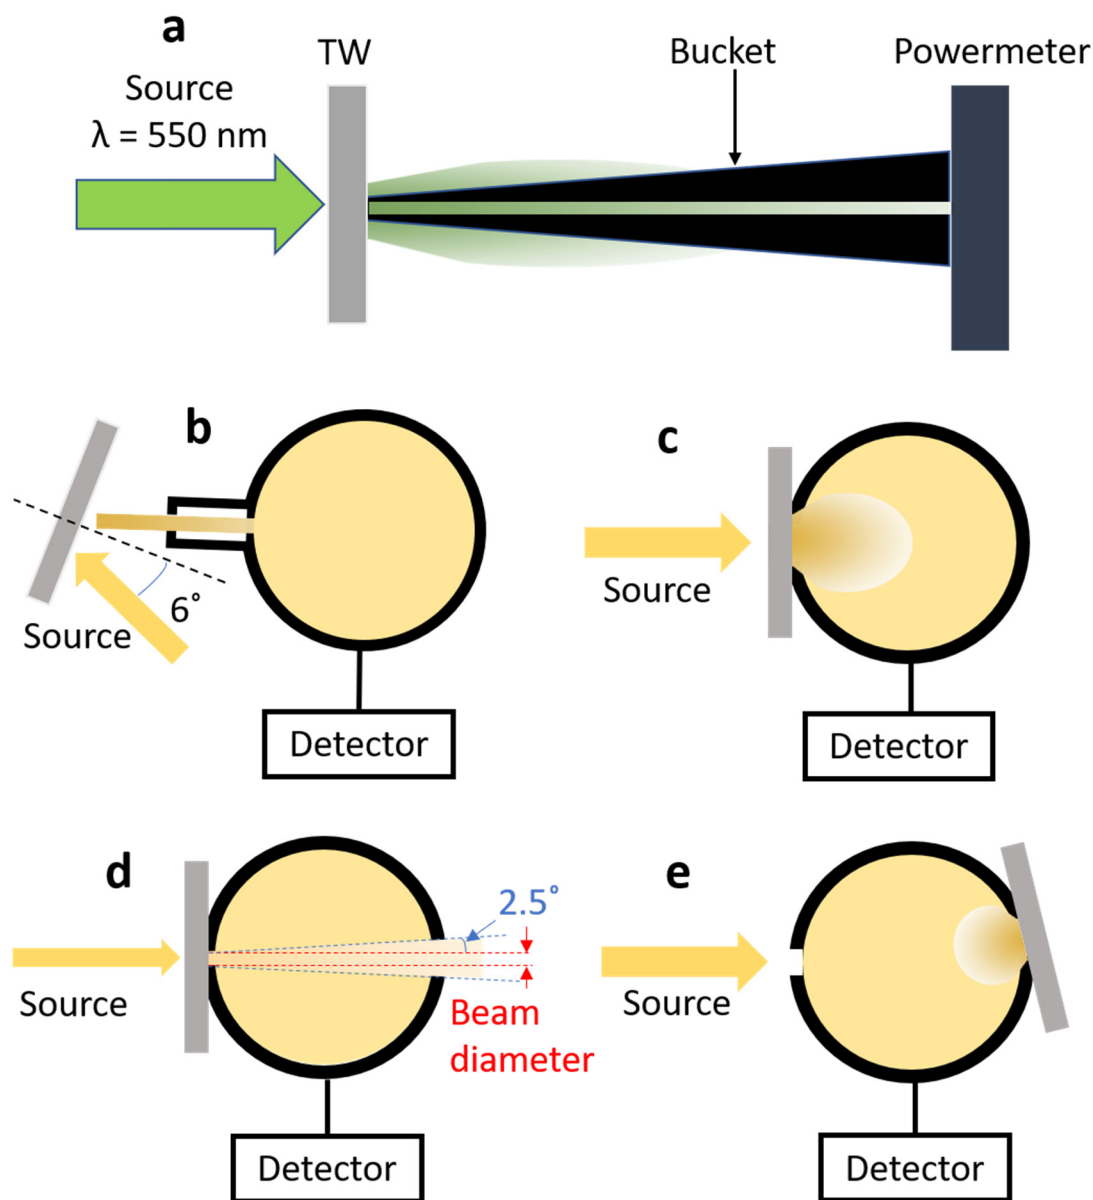 a
TW
Bucket
Powermeter
Source
λ = 550 nm
b
6°
Source
Detector
c
Source
Detector
d
2.5°
Source
Beam
diameter
Detector
e
Source
Detector